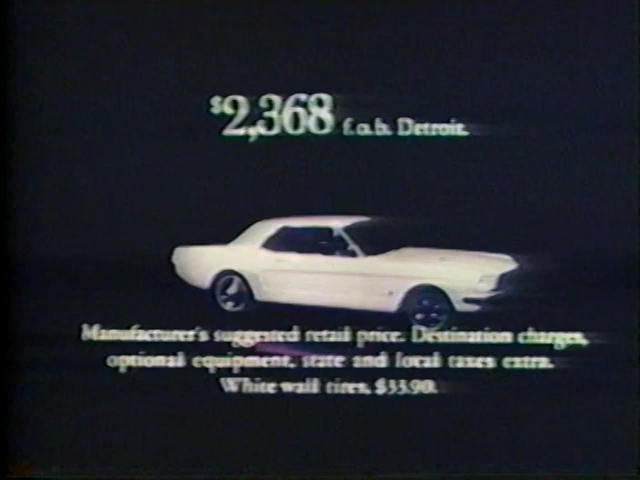 $2,368 f.o.b. Detroit.
Manufacturer's suggested retail price. Destination charges,
optional equipment, state and local taxes extra.
White wall tires, $33.90.